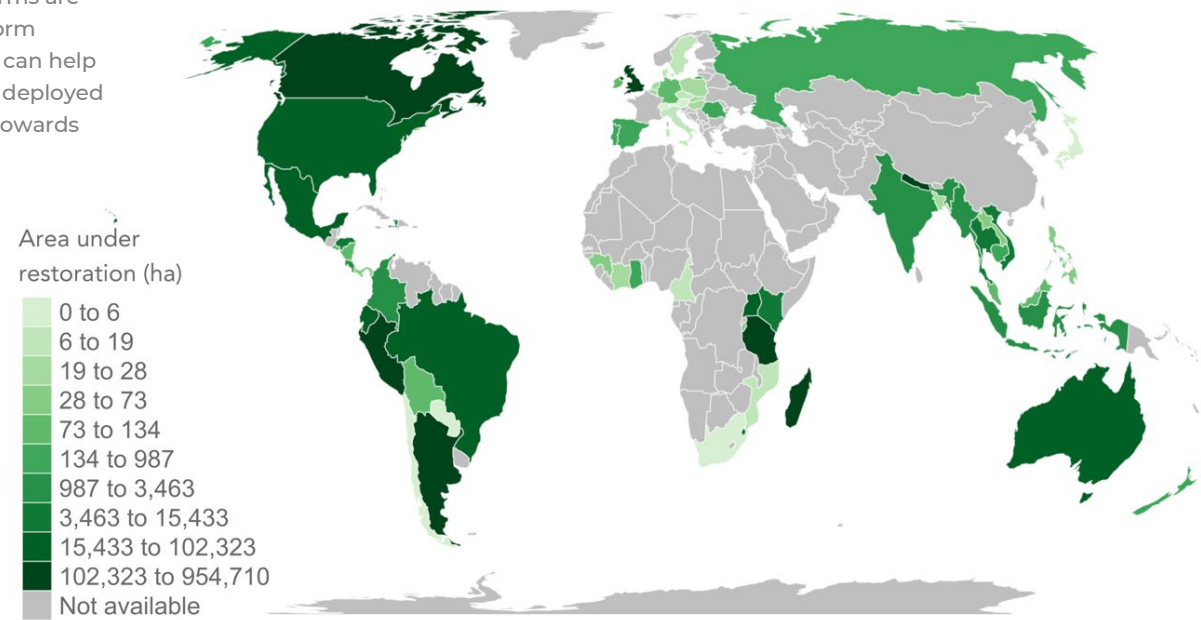 rms are
orm
can help
deployed
owards
Area under
restoration (ha)
0 to 6
6 to 19
19 to 28
28 to 73
73 to 134
134 to 987
987 to 3,463
3,463 to 15,433
15,433 to 102,323
102,323 to 954,710
Not available